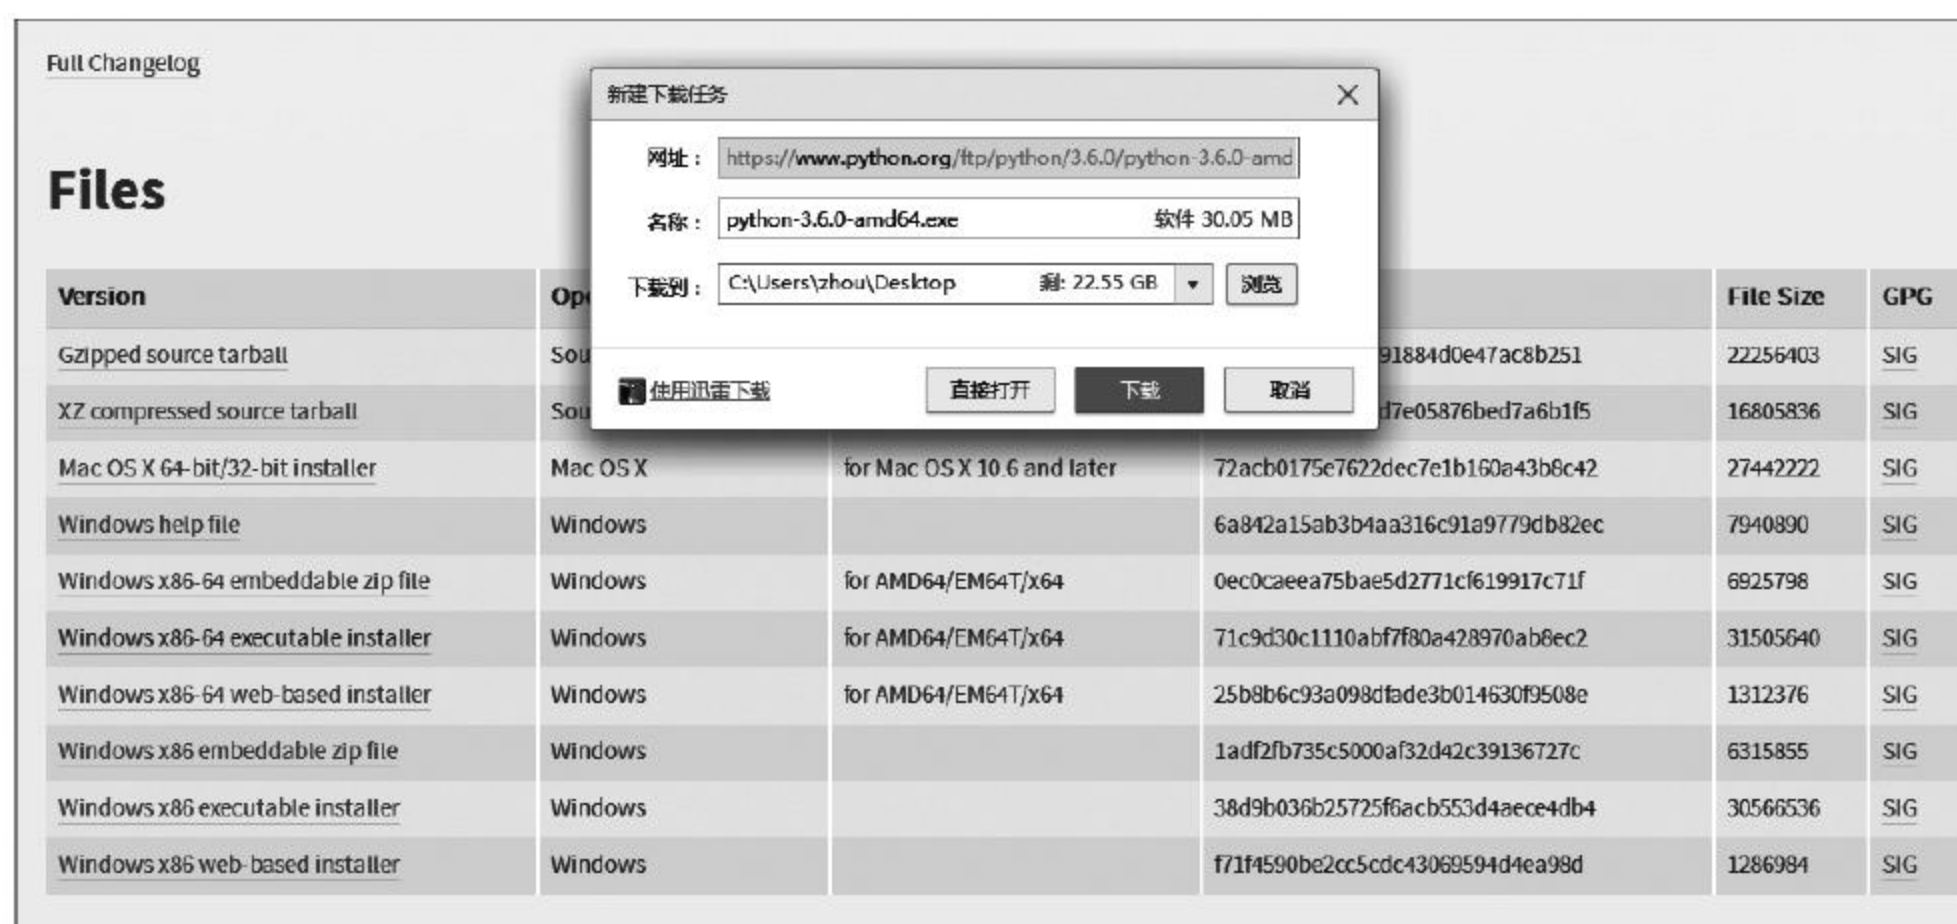 Full Changelog
新建下载任务
网址： https://www.python.org/ftp/python/3.6.0/python-3.6.0-amd
Files
名称： python-3.6.0-amd64.exe 软件 30.05 MB
下载到： C:\Users\zhou\Desktop 剩: 22.55 GB 浏览
Version Ope File Size GPG
Gzipped source tarball Sou 91884d0e47ac8b251 22256403 SIG
使用迅雷下载 直接打开 下载 取消
XZ compressed source tarball Sou d7e05876bed7a6b1f5 16805836 SIG
Mac OS X 64-bit/32-bit installer Mac OS X for Mac OS X 10.6 and later 72acb0175e7622dec7e1b160a43b8c42 27442222 SIG
Windows help file Windows 6a842a15ab3b4aa316c91a9779db82ec 7940890 SIG
Windows x86-64 embeddable zip file Windows for AMD64/EM64T/x64 0ec0caeea75bae5d2771cf619917c71f 6925798 SIG
Windows x86-64 executable installer Windows for AMD64/EM64T/x64 71c9d30c1110abf7f80a428970ab8ec2 31505640 SIG
Windows x86-64 web-based installer Windows for AMD64/EM64T/x64 25b8b6c93a098dfade3b014630f9508e 1312376 SIG
Windows x86 embeddable zip file Windows 1adf2fb735c5000af32d42c39136727c 6315855 SIG
Windows x86 executable installer Windows 38d9b036b25725f6acb553d4aece4db4 30566536 SIG
Windows x86 web-based installer Windows f71f4590be2cc5cdc43069594d4ea98d 1286984 SIG